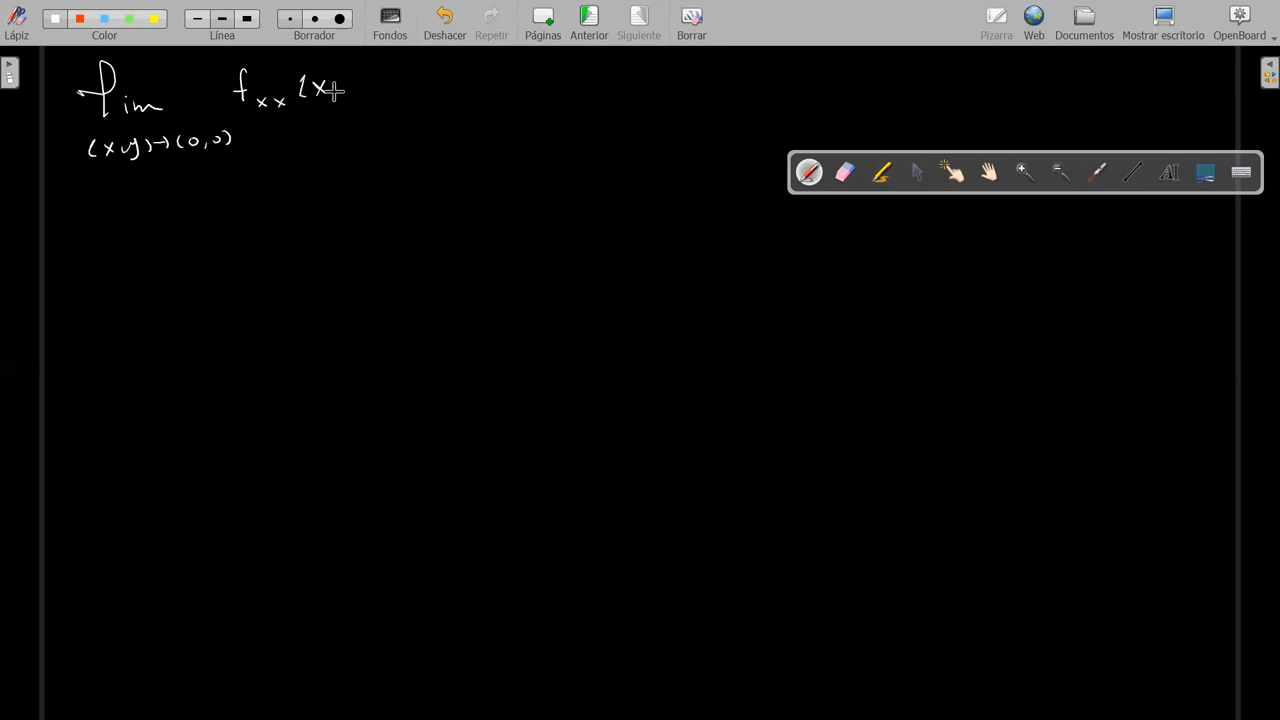 Lápiz Color Línea Borrador Fondos Deshacer Repetir Páginas Anterior Siguiente Borrar Pizarra Web Documentos Mostrar escritorio OpenBoard
lim f_xx (x
(x,y)→(0,0)
AI